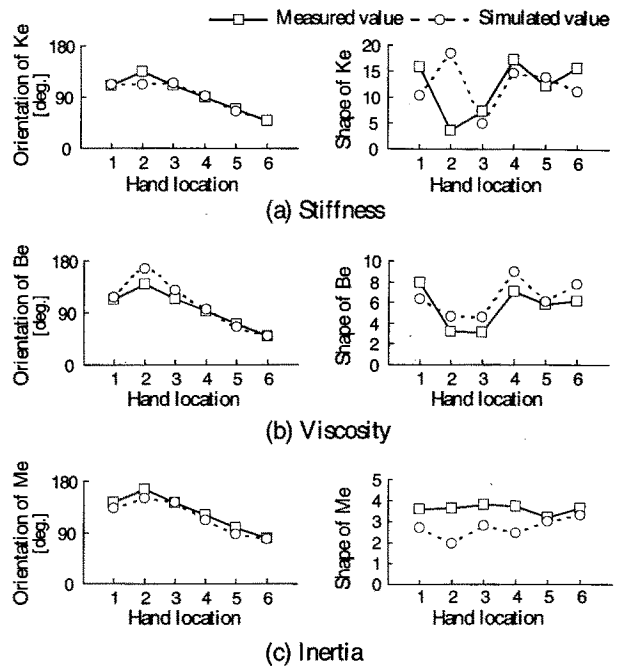 Measured value Simulated value
Orientation of Ke
[deg.]
180
90
0
1 2 3 4 5 6
Hand location
Shape of Ke
20
15
10
5
0
1 2 3 4 5 6
Hand location
(a) Stiffness
Orientation of Be
[deg.]
180
90
0
1 2 3 4 5 6
Hand location
Shape of Be
10
8
6
4
2
0
1 2 3 4 5 6
Hand location
(b) Viscosity
Orientation of Me
[deg.]
180
90
0
1 2 3 4 5 6
Hand location
Shape of Me
5
4
3
2
1
0
1 2 3 4 5 6
Hand location
(c) Inertia